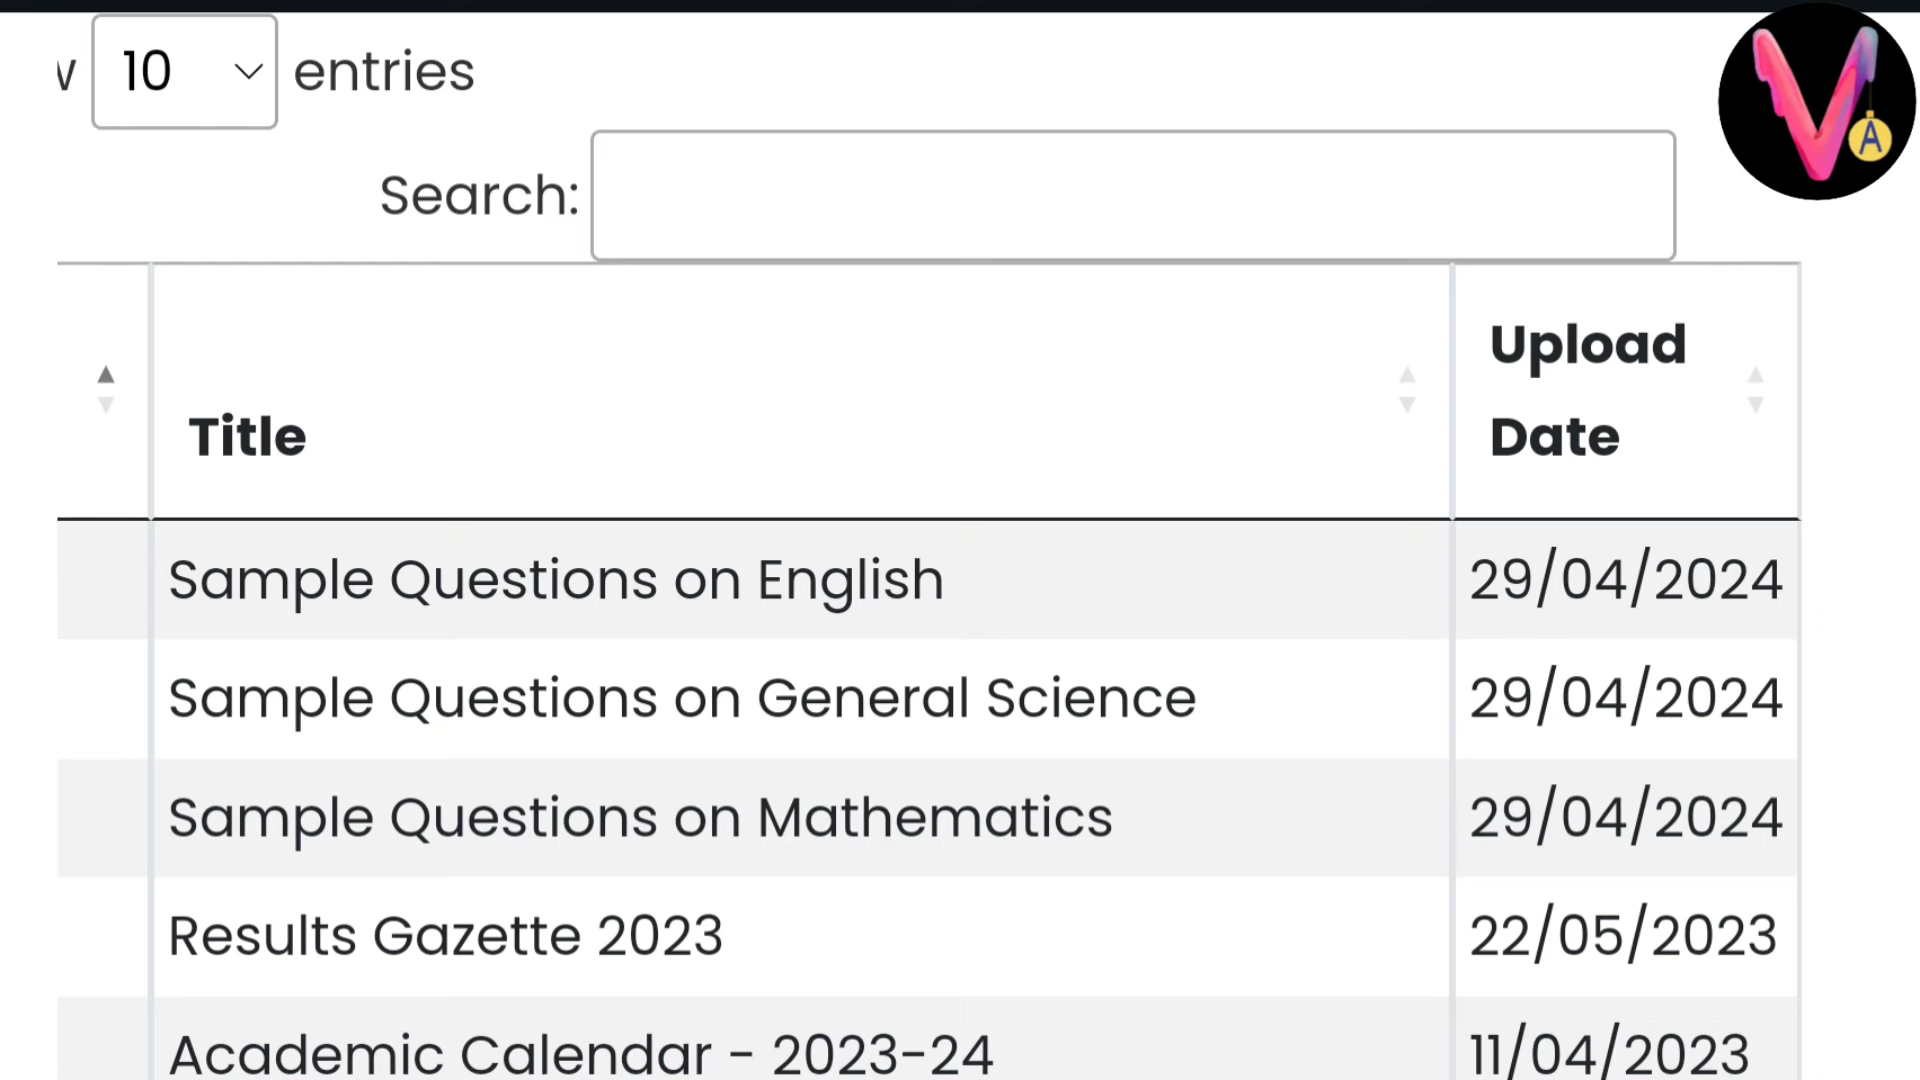 w 10 entries
Search:
Title
Upload
Date
Sample Questions on English 29/04/2024
Sample Questions on General Science 29/04/2024
Sample Questions on Mathematics 29/04/2024
Results Gazette 2023 22/05/2023
Academic Calendar - 2023-24 11/04/2023
V A